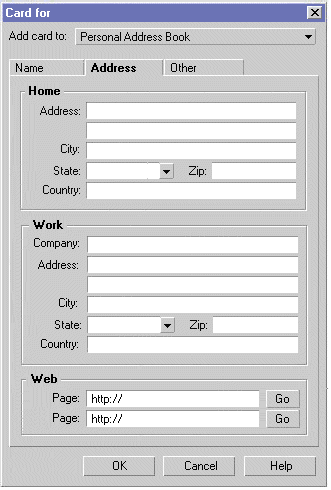 Card for
Add card to: Personal Address Book
Name Address Other
Home
Address:
City:
State: Zip:
Country:
Work
Company:
Address:
City:
State: Zip:
Country:
Web
Page: http:// Go
Page: http:// Go
OK Cancel Help